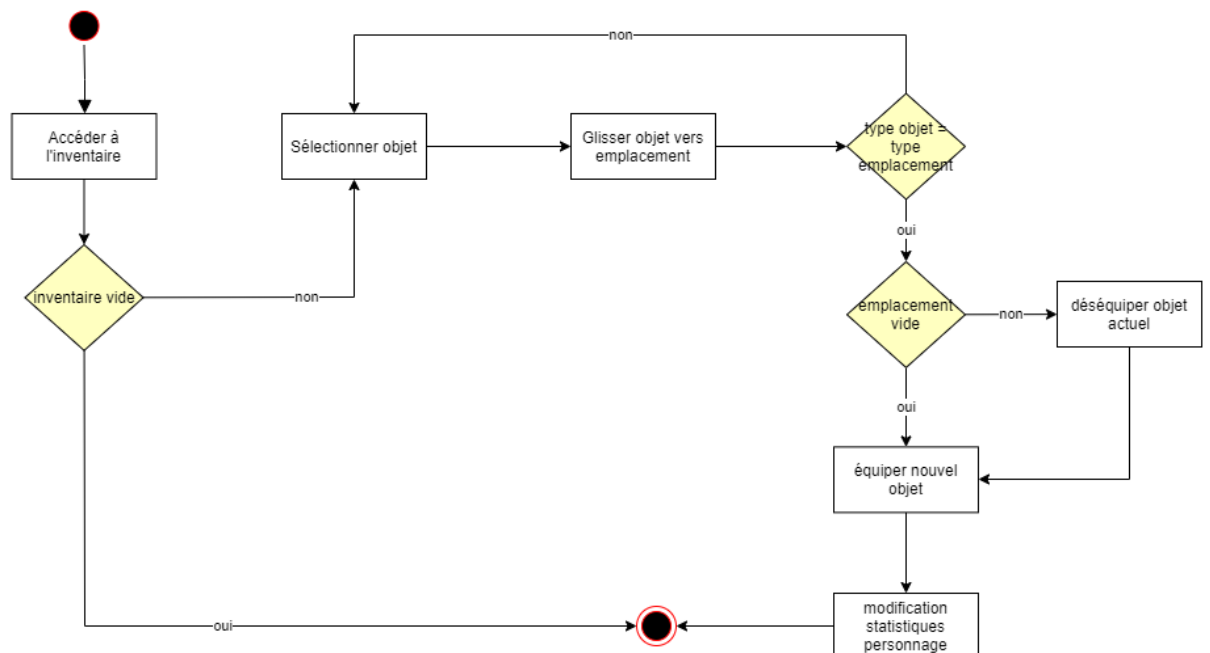 non
Accéder à
l'inventaire
Sélectionner objet
Glisser objet vers
emplacement
type objet =
type
emplacement
oui
inventaire vide
non
emplacement
vide
non
déséquiper objet
actuel
oui
équiper nouvel
objet
modification
statistiques
personnage
oui